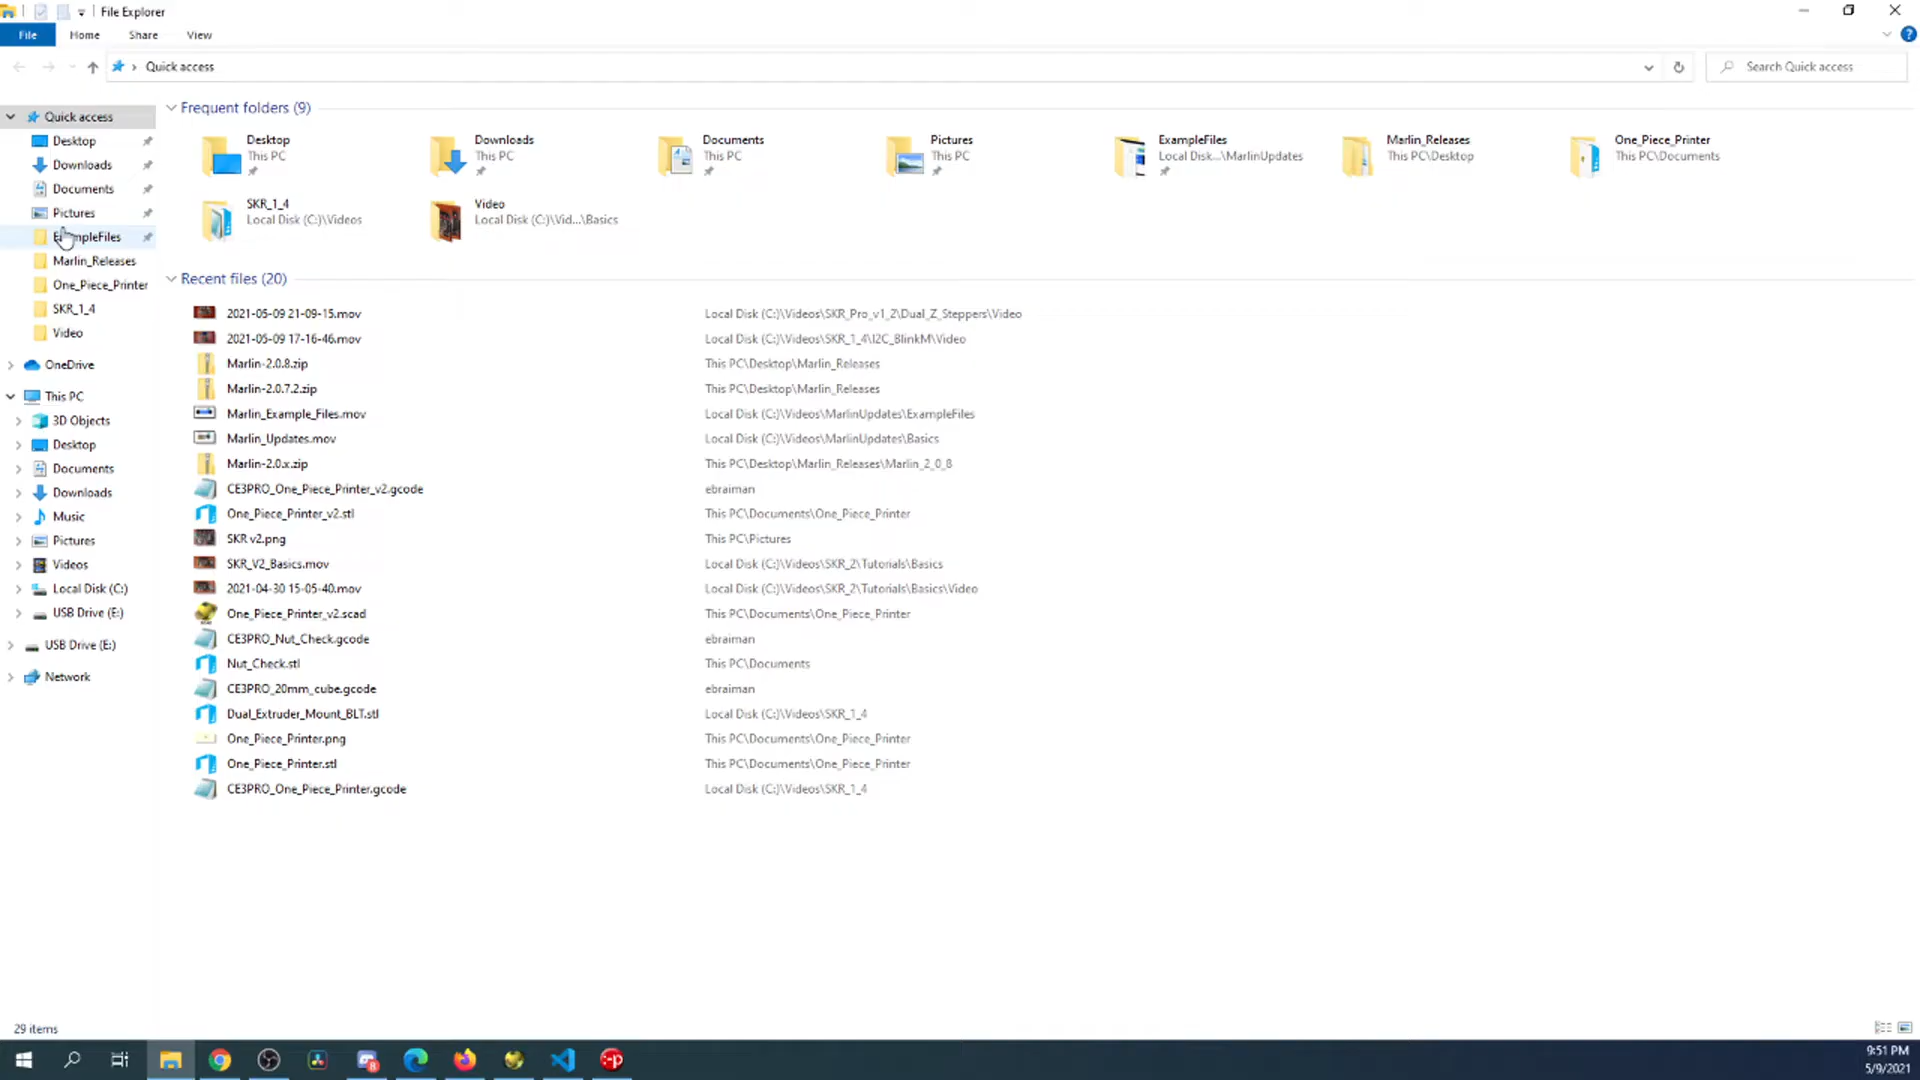 File Explorer
File Home Share View
Quick access Search Quick access
Quick access
Desktop
Downloads
Documents
Pictures
Marlin_Releases
One_Piece_Printer
SKR_1_4
Video
OneDrive
This PC
3D Objects
Desktop
Documents
Downloads
Music
Pictures
Videos
Local Disk (C:)
USB Drive (E:)
USB Drive (E:)
Network
Frequent folders (9)
Desktop
This PC
Downloads
This PC
Documents
This PC
Pictures
This PC
ExampleFiles
Local Disk...\MarlinUpdates
Marlin_Releases
This PC\Desktop
One_Piece_Printer
This PC\Documents
SKR_1_4
Local Disk (C:)\Videos
Video
Local Disk (C:)\Vid...\Basics
Recent files (20)
2021-05-09 21-09-15.mov Local Disk (C:)\Videos\SKR_Pro_v1_2\Dual_Z_Steppers\Video
2021-05-09 17-16-46.mov Local Disk (C:)\Videos\SKR_1_4\I2C_BlinkM\Video
Marlin-2.0.8.zip This PC\Desktop\Marlin_Releases
Marlin-2.0.7.2.zip This PC\Desktop\Marlin_Releases
Marlin_Example_Files.mov Local Disk (C:)\Videos\MarlinUpdates\ExampleFiles
Marlin_Updates.mov Local Disk (C:)\Videos\MarlinUpdates\Basics
Marlin-2.0.x.zip This PC\Desktop\Marlin_Releases\Marlin_2_0_8
CE3PRO_One_Piece_Printer_v2.gcode ebraiman
One_Piece_Printer_v2.stl This PC\Documents\One_Piece_Printer
SKR v2.png This PC\Pictures
SKR_V2_Basics.mov Local Disk (C:)\Videos\SKR_2\Tutorials\Basics
2021-04-30 15-05-40.mov Local Disk (C:)\Videos\SKR_2\Tutorials\Basics\Video
One_Piece_Printer_v2.scad This PC\Documents\One_Piece_Printer
CE3PRO_Nut_Check.gcode ebraiman
Nut_Check.stl This PC\Documents
CE3PRO_20mm_cube.gcode ebraiman
Dual_Extruder_Mount_BLT.stl Local Disk (C:)\Videos\SKR_1_4
One_Piece_Printer.png This PC\Documents\One_Piece_Printer
One_Piece_Printer.stl This PC\Documents\One_Piece_Printer
CE3PRO_One_Piece_Printer.gcode Local Disk (C:)\Videos\SKR_1_4
29 items
9:51 PM
5/9/2021